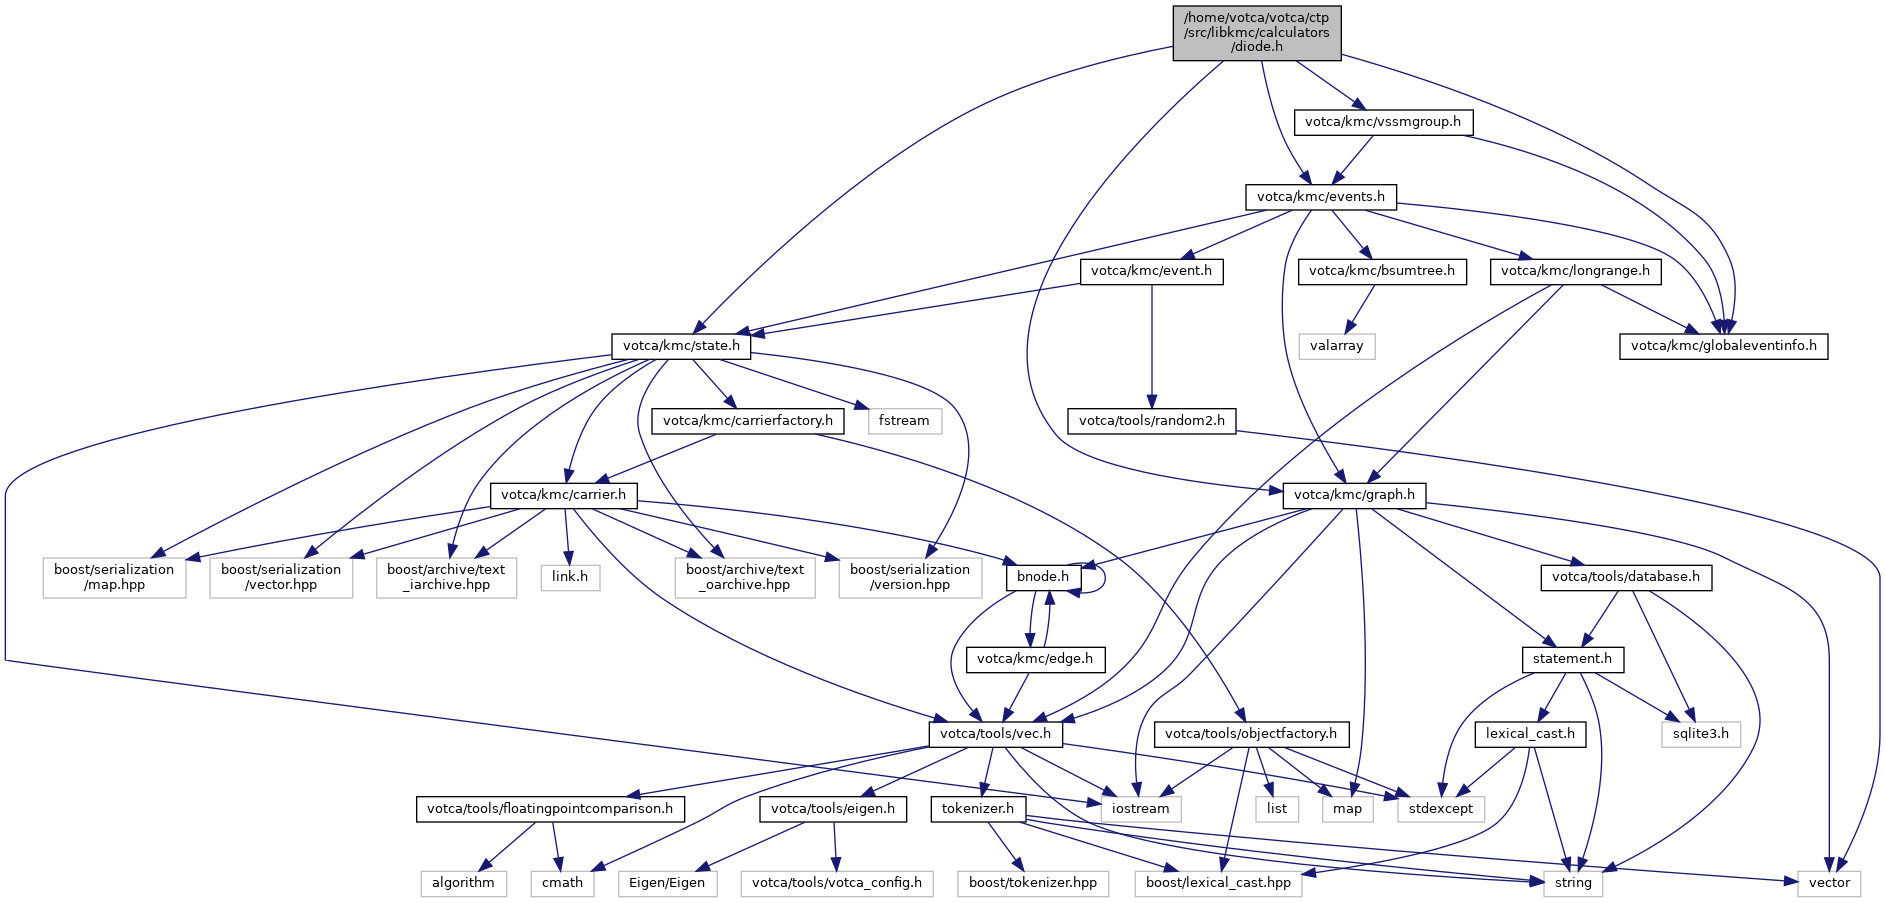 /home/votca/votca/ctp
/src/libkmc/calculators
/diode.h
votca/kmc/vssmgroup.h
votca/kmc/events.h
votca/kmc/event.h
votca/kmc/bsumtree.h
votca/kmc/longrange.h
votca/kmc/state.h
valarray
votca/kmc/globaleventinfo.h
votca/kmc/carrierfactory.h
fstream
votca/tools/random2.h
votca/kmc/carrier.h
votca/kmc/graph.h
boost/serialization
/map.hpp
boost/serialization
/vector.hpp
boost/archive/text
_iarchive.hpp
link.h
boost/archive/text
_oarchive.hpp
boost/serialization
/version.hpp
bnode.h
votca/tools/database.h
votca/kmc/edge.h
statement.h
votca/tools/vec.h
votca/tools/objectfactory.h
lexical_cast.h
sqlite3.h
votca/tools/floatingpointcomparison.h
votca/tools/eigen.h
tokenizer.h
iostream
list
map
stdexcept
algorithm
cmath
Eigen/Eigen
votca/tools/votca_config.h
boost/tokenizer.hpp
boost/lexical_cast.hpp
string
vector